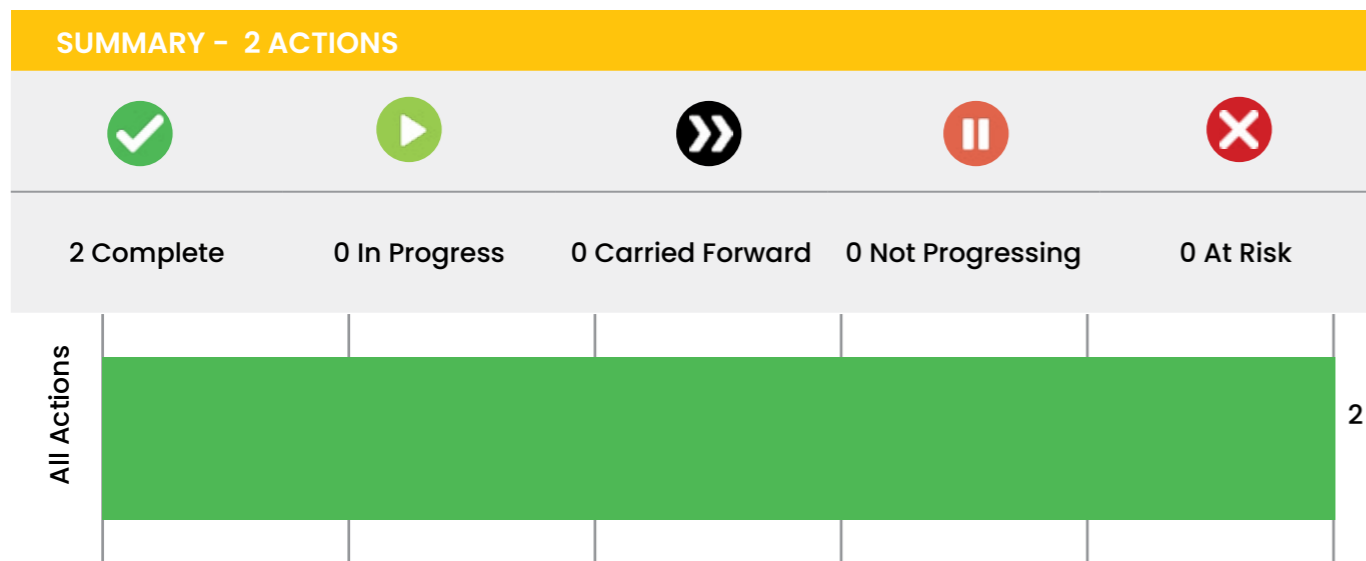 SUMMARY - 2 ACTIONS
2 Complete
0 In Progress
0 Carried Forward
0 Not Progressing
0 At Risk
All Actions
2